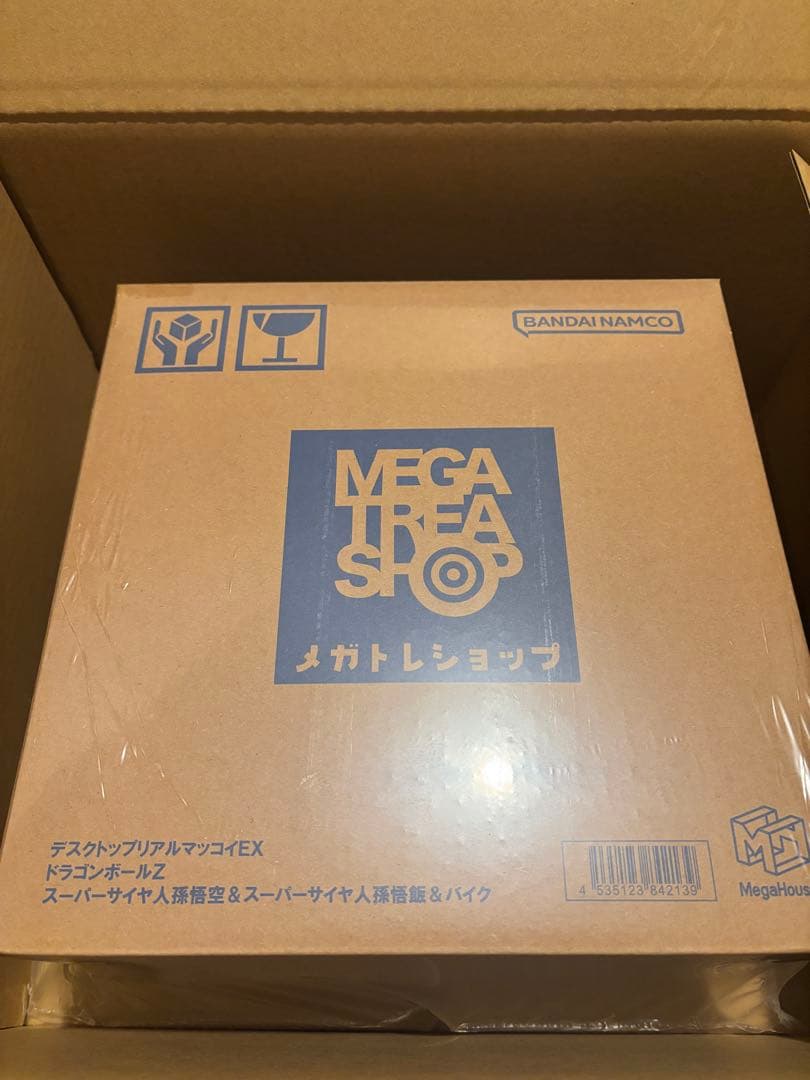 BANDAI NAMCO
MEGA
TREA
SHOP
メガトレショップ
デスクトップリアルマッコイEX
ドラゴンボールZ
スーパーサイヤ人孫悟空&スーパーサイヤ人孫悟飯&バイク
4 535123 842139
MegaHous